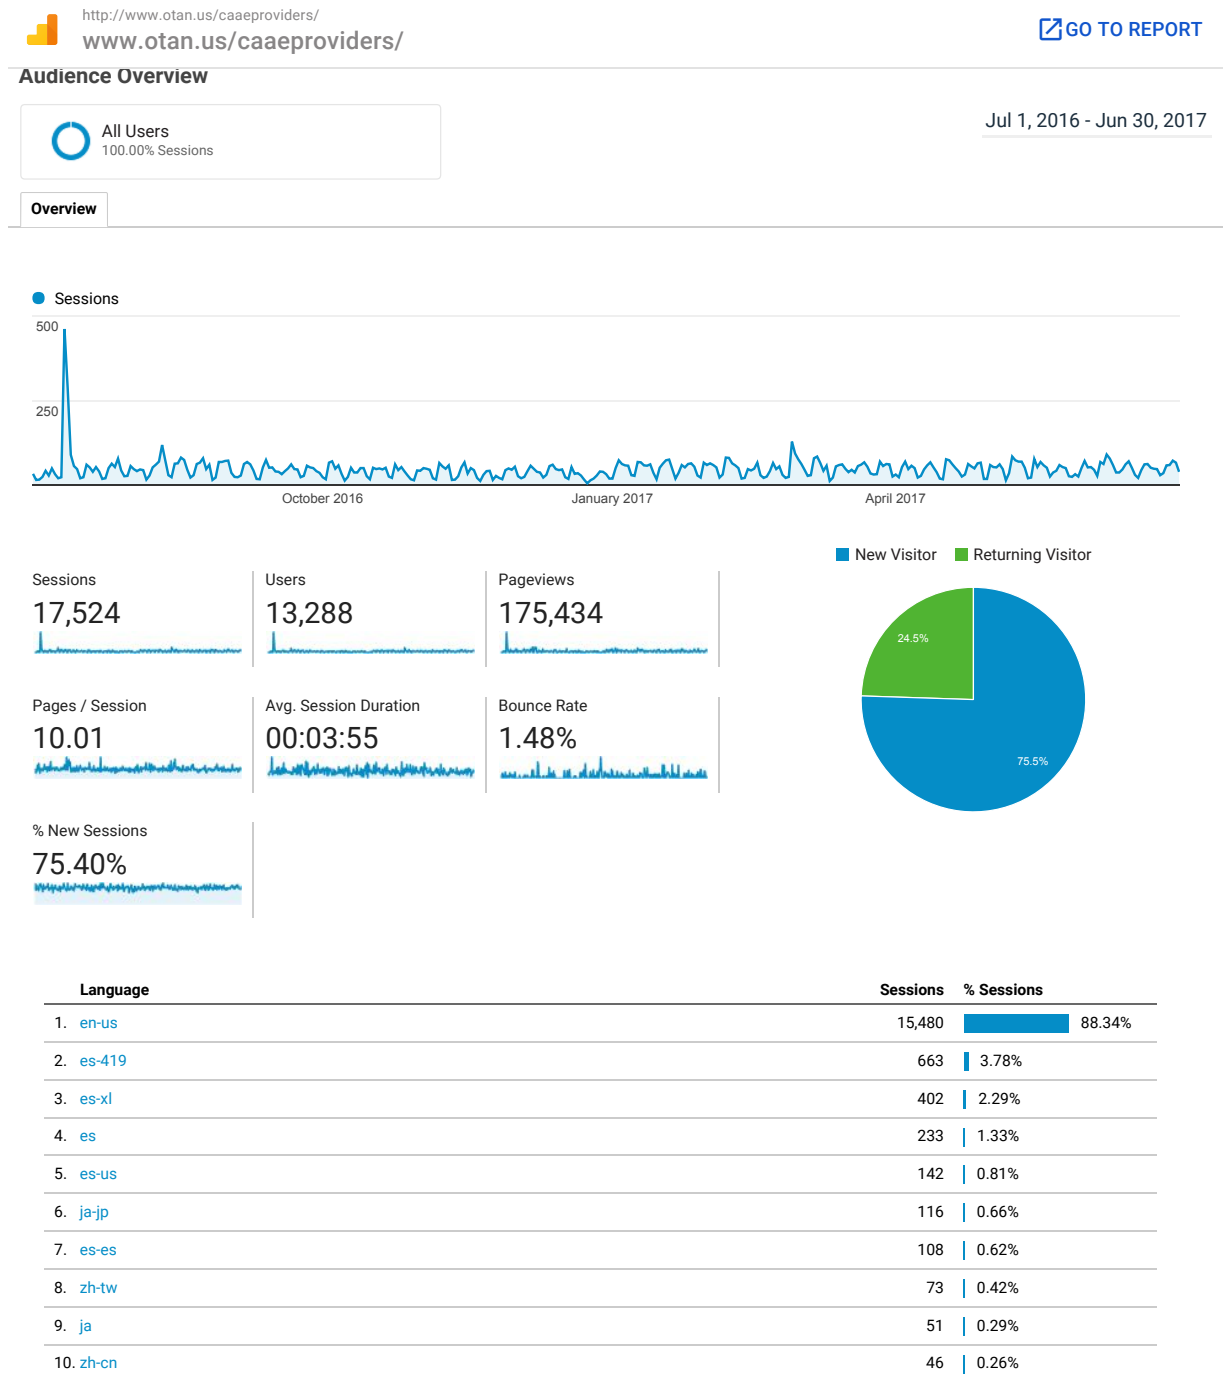 http://www.otan.us/caaeproviders/
www.otan.us/caaeproviders/
GO TO REPORT
Audience Overview
All Users
100.00% Sessions
Jul 1, 2016 - Jun 30, 2017
Overview
Sessions
500
250
October 2016 January 2017 April 2017
New Visitor Returning Visitor
24.5%
75.5%
Sessions
17,524
Users
13,288
Pageviews
175,434
Pages / Session
10.01
Avg. Session Duration
00:03:55
Bounce Rate
1.48%
% New Sessions
75.40%
Language Sessions % Sessions
1. en-us 15,480 88.34%
2. es-419 663 3.78%
3. es-xl 402 2.29%
4. es 233 1.33%
5. es-us 142 0.81%
6. ja-jp 116 0.66%
7. es-es 108 0.62%
8. zh-tw 73 0.42%
9. ja 51 0.29%
10. zh-cn 46 0.26%